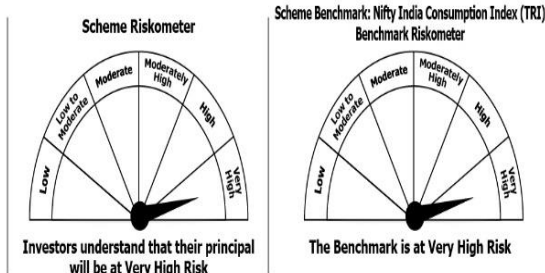 Scheme Riskometer
Low
Low to
Moderate
Moderate
Moderately
High
High
Very
High
Investors understand that their principal
will be at Very High Risk
Scheme Benchmark: Nifty India Consumption Index (TRI)
Benchmark Riskometer
Low
Low to
Moderate
Moderate
Moderately
High
High
Very
High
The Benchmark is at Very High Risk